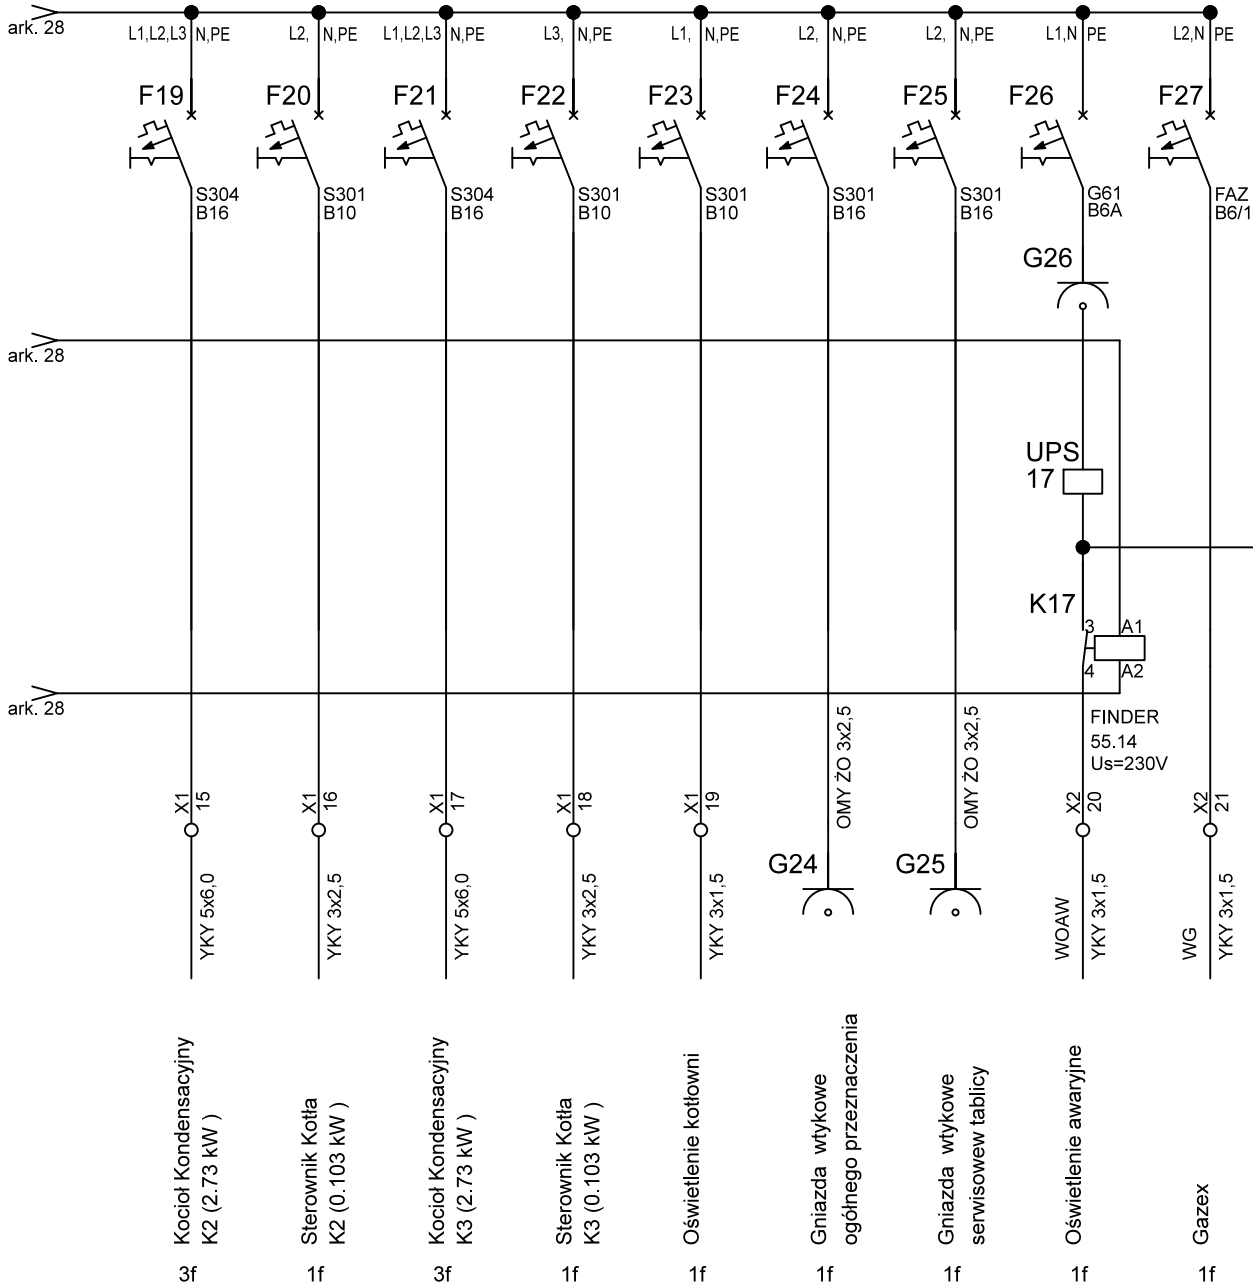 ark. 28
L1,L2,L3 N,PE
L2, N,PE
L1,L2,L3 N,PE
L3, N,PE
L1, N,PE
L2, N,PE
L2, N,PE
L1,N PE
L2,N PE
F19
F20
F21
F22
F23
F24
F25
F26
F27
S304
B16
S301
B10
S304
B16
S301
B10
S301
B10
S301
B16
S301
B16
G61
B6A
FAZ
B6/1
G26
ark. 28
UPS
17
K17
3
A1
4
A2
ark. 28
FINDER
55.14
Us=230V
OMY ŻO 3x2,5
OMY ŻO 3x2,5
X1
15
X1
16
X1
17
X1
18
X1
19
X2
20
X2
21
G24
G25
YKY 5x6,0
YKY 3x2,5
YKY 5x6,0
YKY 3x2,5
YKY 3x1,5
WOAW
YKY 3x1,5
WG
YKY 3x1,5
Kocioł Kondensacyjny
K2 (2.73 kW )
Sterownik Kotła
K2 (0.103 kW )
Kocioł Kondensacyjny
K3 (2.73 kW )
Sterownik Kotła
K3 (0.103 kW )
Oświetlenie kotłowni
Gniazda wtykowe
ogólnego przeznaczenia
Gniazda wtykowe
serwisowew tablicy
Oświetlenie awaryjne
Gazex
3f
1f
3f
1f
1f
1f
1f
1f
1f